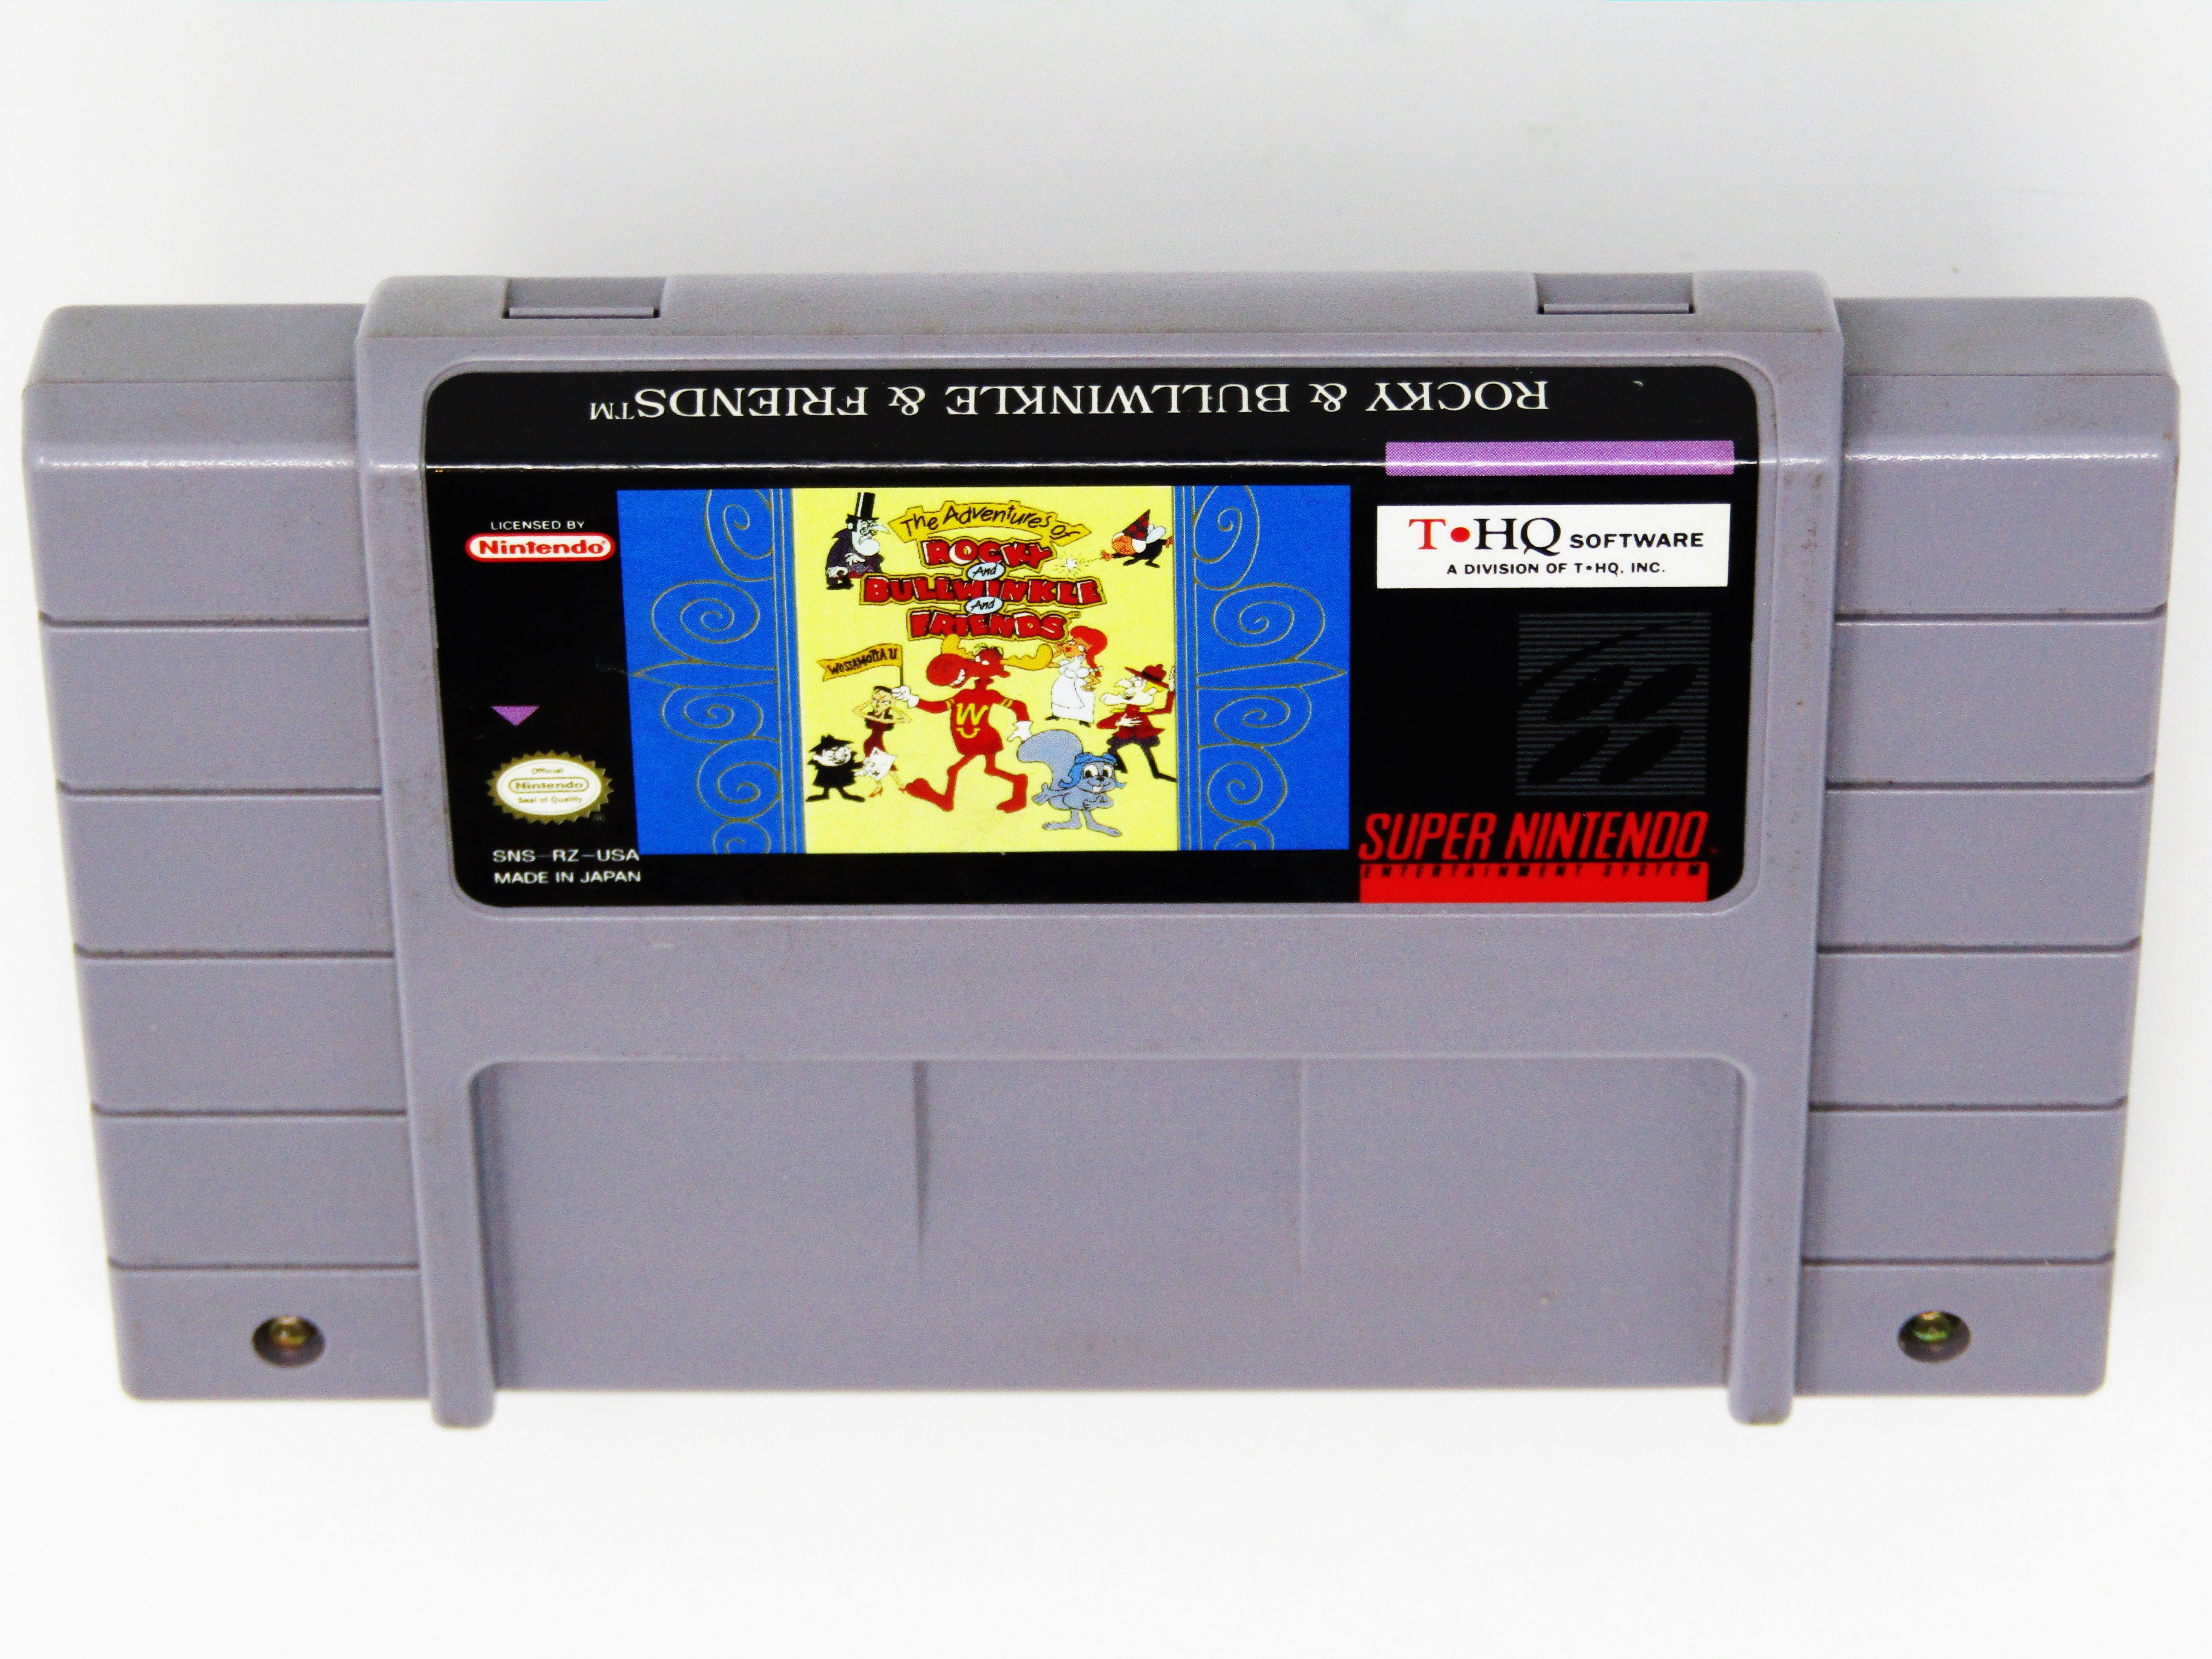 ROCKY & BULLWINKLE & FRIENDS™
LICENSED BY
Nintendo®
The Adventures of
ROCKY
And
BULLWINKLE
And
FRIENDS
WOSSAMOTTA U
W
U
T•HQ SOFTWARE
A DIVISION OF T•HQ, INC.
Official
Nintendo
Seal of Quality
SNS-RZ-USA
MADE IN JAPAN
SUPER NINTENDO
ENTERTAINMENT SYSTEM